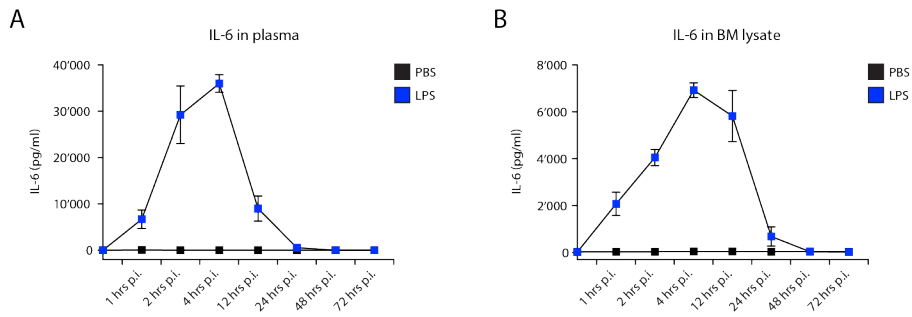 A
IL-6 in plasma
IL-6 (pg/ml)
40’000
30’000
20’000
10’000
0
1 hrs p.i.
2 hrs p.i.
4 hrs p.i.
12 hrs p.i.
24 hrs p.i.
48 hrs p.i.
72 hrs p.i.
PBS
LPS
B
IL-6 in BM lysate
IL-6 (pg/ml)
8’000
6’000
4’000
2’000
0
1 hrs p.i.
2 hrs p.i.
4 hrs p.i.
12 hrs p.i.
24 hrs p.i.
48 hrs p.i.
72 hrs p.i.
PBS
LPS